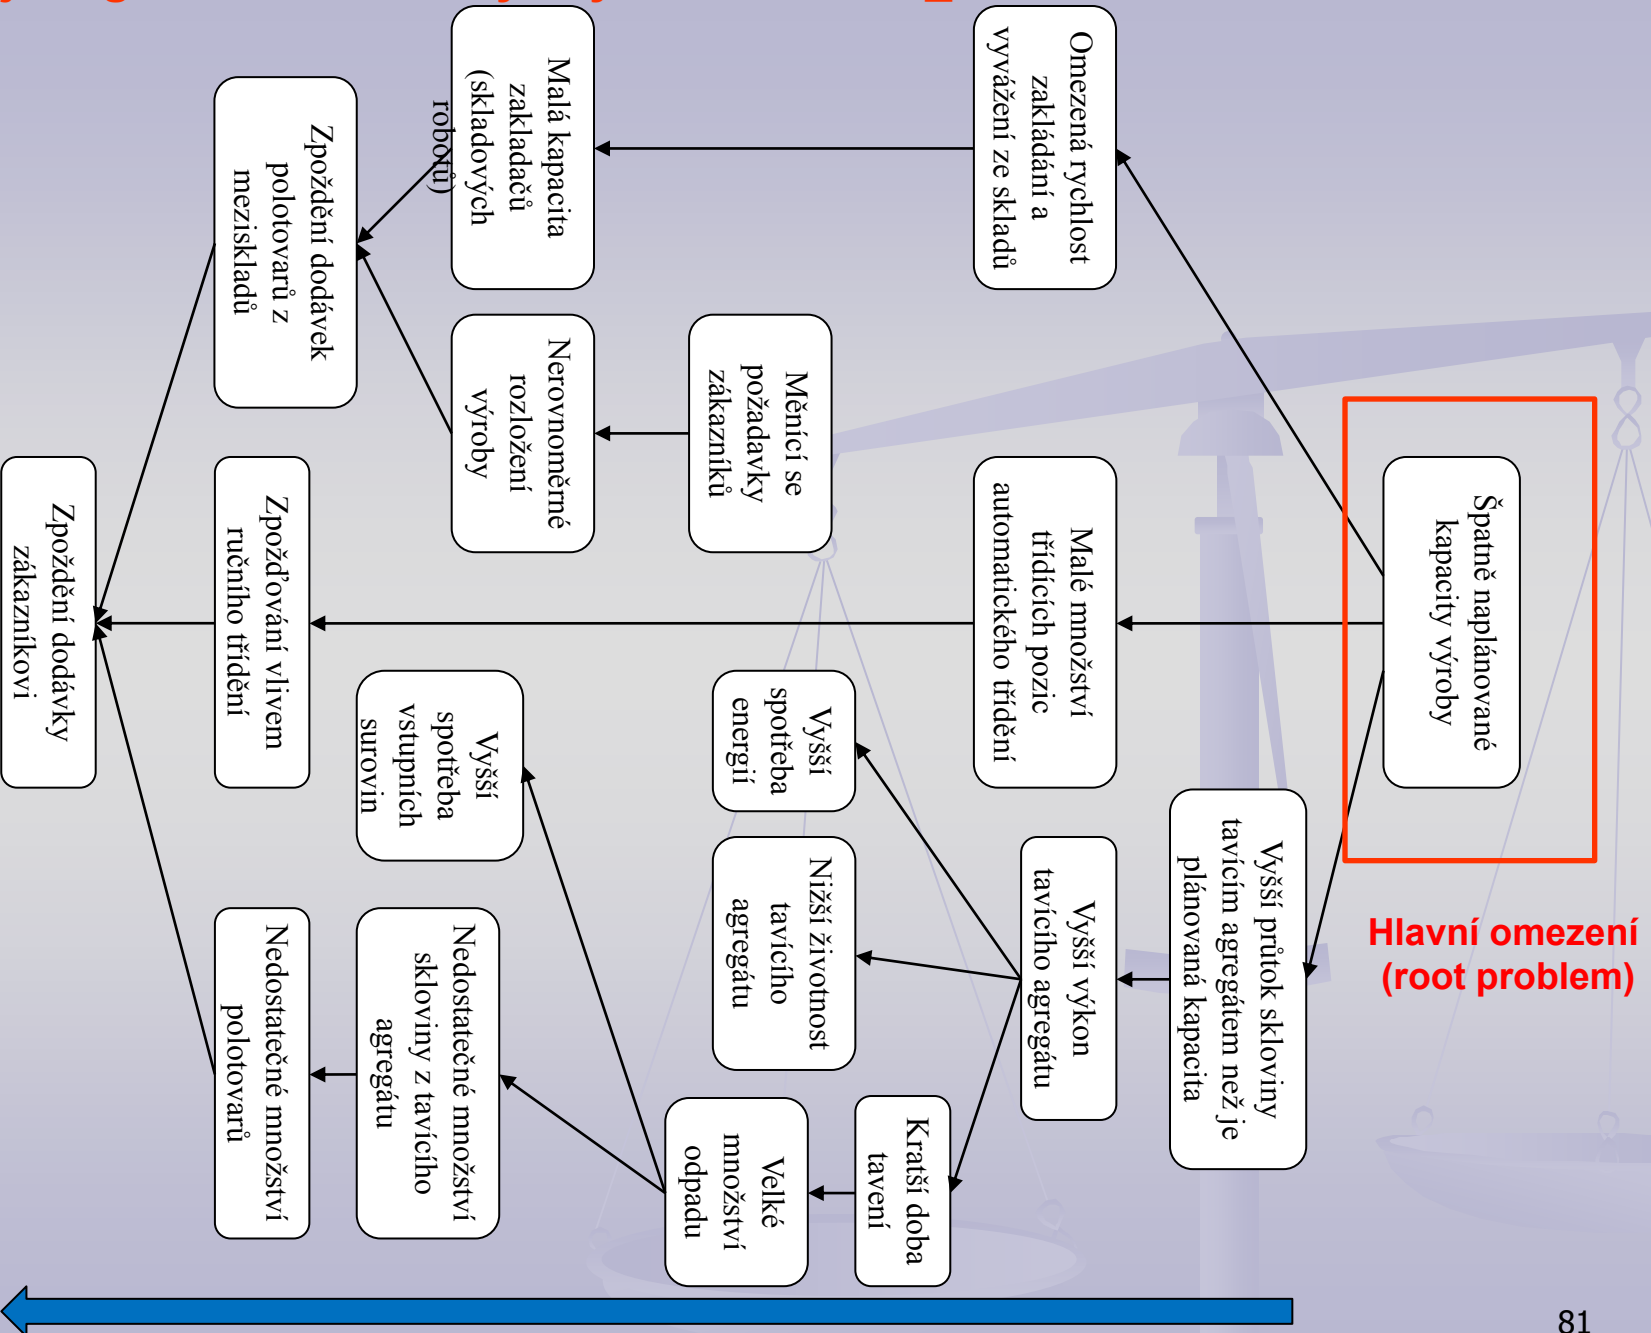 Omezená rychlost
zakládání a
vyvážení ze skladů
Malá kapacita
zakladačů
(skladových
robotů)
Zpoždění dodávek
polotovarů z
meziskladů
Měnící se
požadavky
zákazníků
Nerovnoměrné
rozložení
výroby
Špatně naplánované
kapacity výroby
Malé množství
třídících pozic
automatického třídění
Zpožďování vlivem
ručního třídění
Zpoždění dodávky
zákazníkovi
Vyšší
spotřeba
energií
Vyšší
spotřeba
vstupních
surovin
Vyšší průtok skloviny
tavícím agregátem než je
plánovaná kapacita
Vyšší výkon
tavícího agregátu
Nižší životnost
tavícího
agregátu
Nedostatečné množství
skloviny z tavícího
agregátu
Nedostatečné množství
polotovarů
Kratší doba
tavení
Velké
množství
odpadu
Hlavní omezení
(root problem)
81